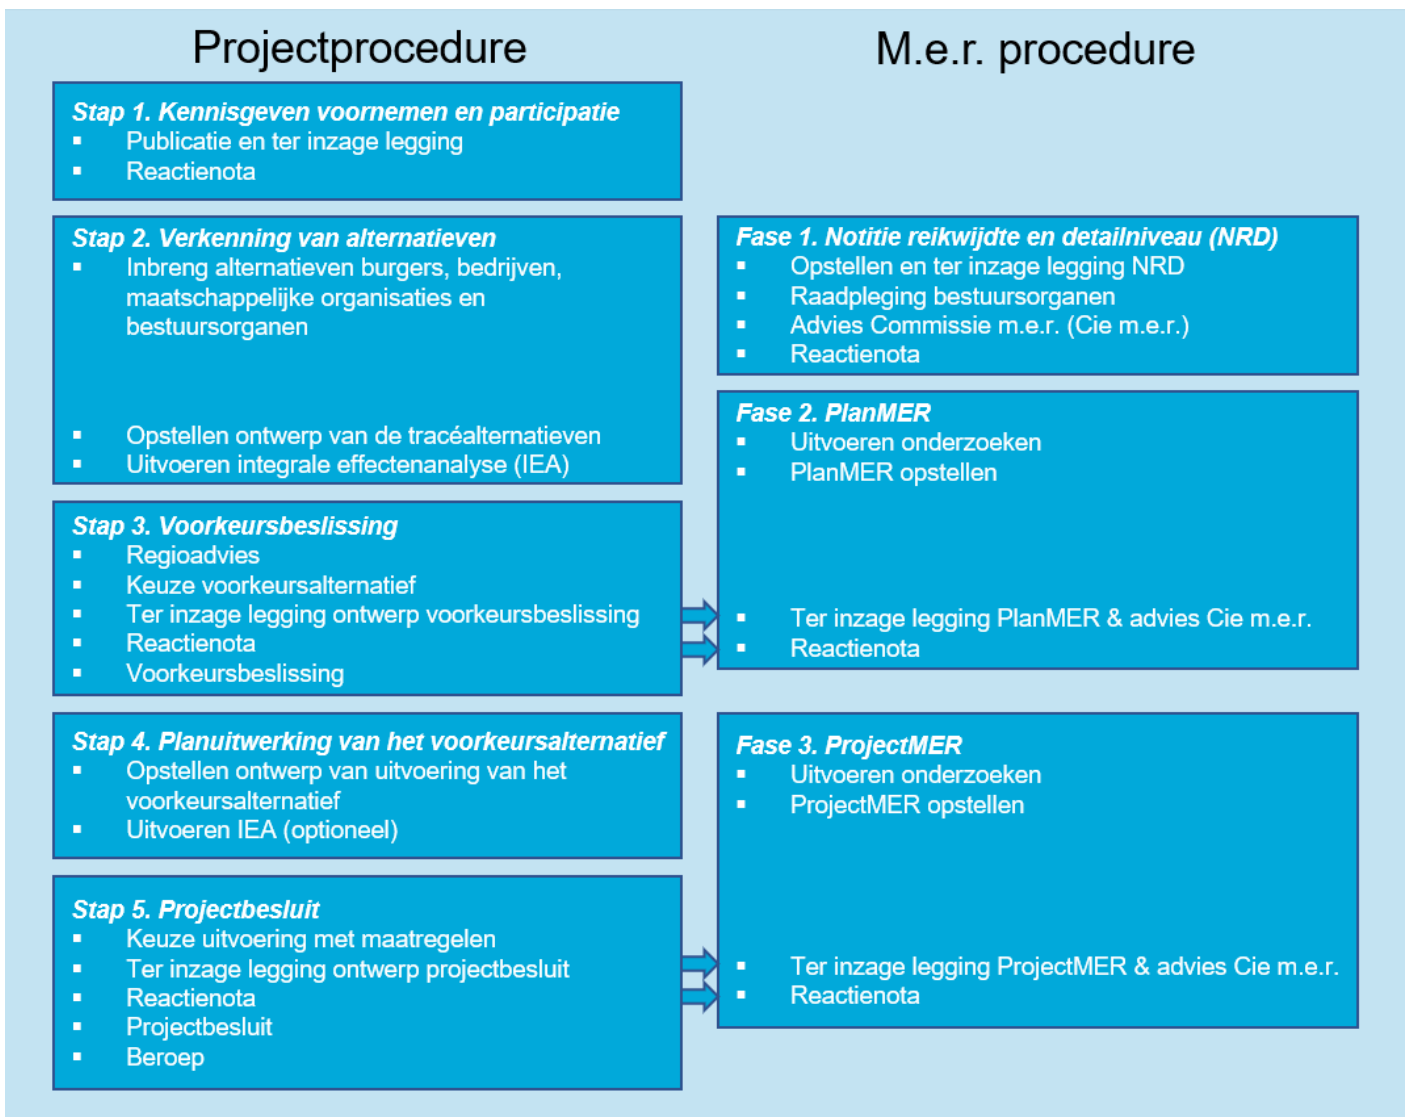 Projectprocedure
Stap 1. Kennisgeven voornemen en participatie
▪ Publicatie en ter inzage legging
▪ Reactienota
Stap 2. Verkenning van alternatieven
▪ Inbreng alternatieven burgers, bedrijven,
maatschappelijke organisaties en
bestuursorganen
▪ Opstellen ontwerp van de tracéalternatieven
▪ Uitvoeren integrale effectenanalyse (IEA)
Stap 3. Voorkeursbeslissing
▪ Regioadvies
▪ Keuze voorkeursalternatief
▪ Ter inzage legging ontwerp voorkeursbeslissing
▪ Reactienota
▪ Voorkeursbeslissing
Stap 4. Planuitwerking van het voorkeursalternatief
▪ Opstellen ontwerp van uitvoering van het
voorkeursalternatief
▪ Uitvoeren IEA (optioneel)
Stap 5. Projectbesluit
▪ Keuze uitvoering met maatregelen
▪ Ter inzage legging ontwerp projectbesluit
▪ Reactienota
▪ Projectbesluit
▪ Beroep
M.e.r. procedure
Fase 1. Notitie reikwijdte en detailniveau (NRD)
▪ Opstellen en ter inzage legging NRD
▪ Raadpleging bestuursorganen
▪ Advies Commissie m.e.r. (Cie m.e.r.)
▪ Reactienota
Fase 2. PlanMER
▪ Uitvoeren onderzoeken
▪ PlanMER opstellen
▪ Ter inzage legging PlanMER & advies Cie m.e.r.
▪ Reactienota
Fase 3. ProjectMER
▪ Uitvoeren onderzoeken
▪ ProjectMER opstellen
▪ Ter inzage legging ProjectMER & advies Cie m.e.r.
▪ Reactienota